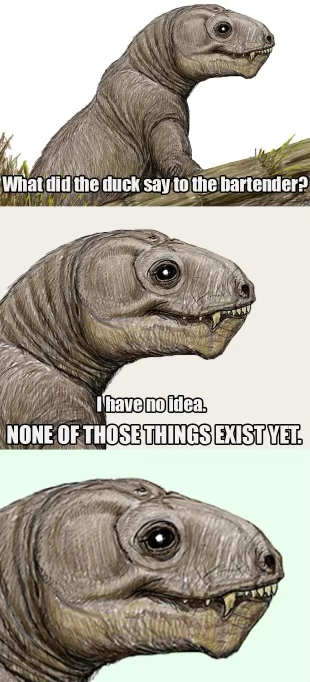 What did the duck say to the bartender?
I have no idea.
NONE OF THOSE THINGS EXIST YET.